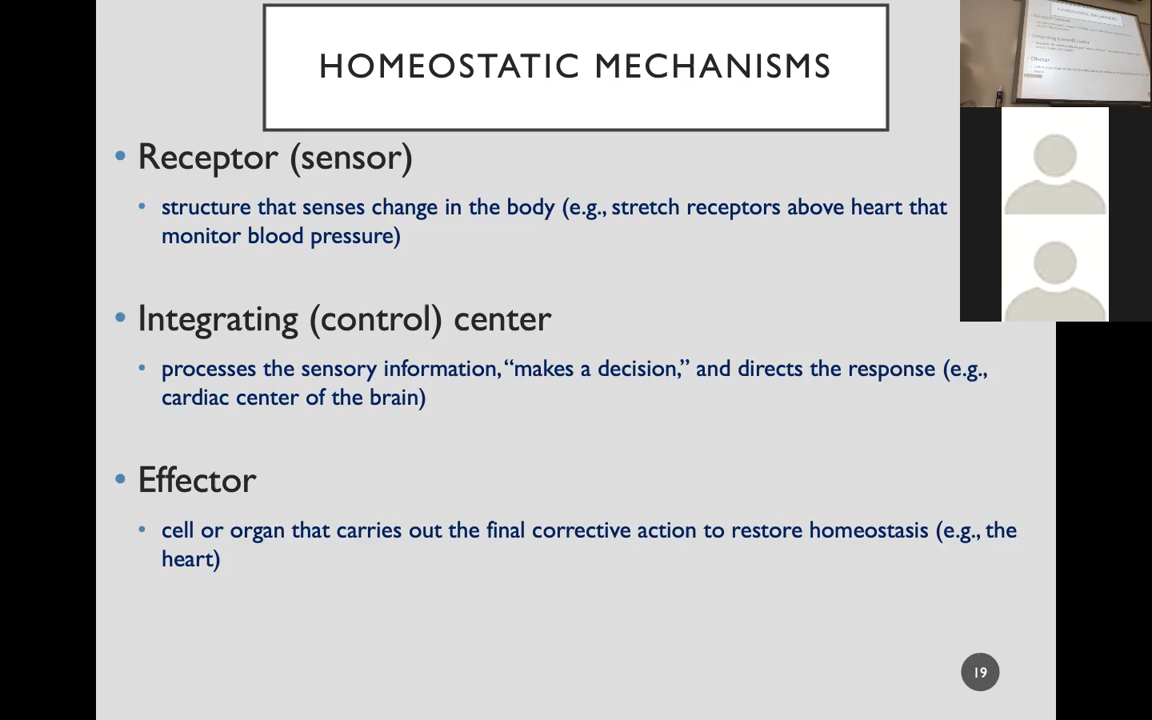 HOMEOSTATIC MECHANISMS
• Receptor (sensor)
• structure that senses change in the body (e.g., stretch receptors above heart that
monitor blood pressure)
• Integrating (control) center
• processes the sensory information, “makes a decision,” and directs the response (e.g.,
cardiac center of the brain)
• Effector
• cell or organ that carries out the final corrective action to restore homeostasis (e.g., the
heart)
19